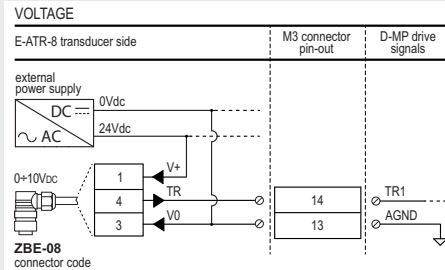 VOLTAGE
E-ATR-8 transducer side
M3 connector
pin-out
D-MP drive
signals
external
power supply
DC
AC
0Vdc
24Vdc
0÷10VDC
1
V+
4
TR
14
TR1
3
V0
13
AGND
ZBE-08
connector code